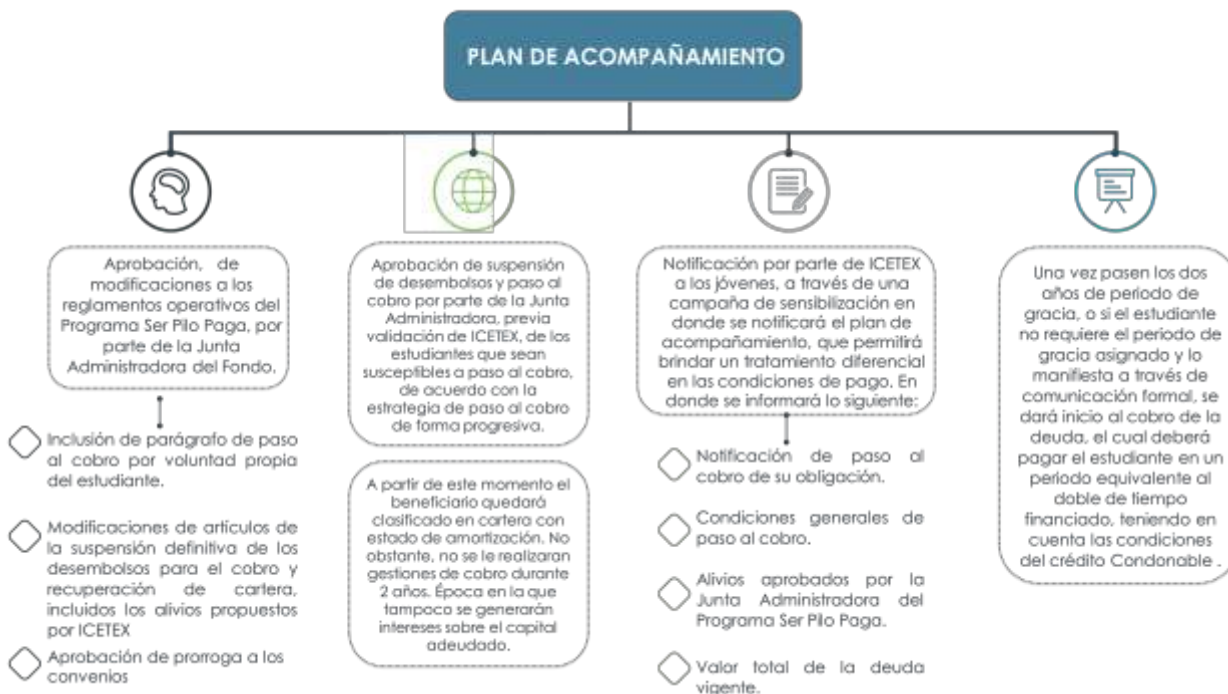 PLAN DE ACOMPAÑAMIENTO
Aprobación, de
modificaciones a los
reglamentos operativos del
Programa Ser Pilo Paga, por
parte de la Junta
Administradora del Fondo.
Inclusión de parágrafo de paso
al cobro por voluntad propia
del estudiante.
Modificaciones de artículos de
la suspensión definitiva de los
desembolsos para el cobro y
recuperación de cartera,
incluidos los alivios propuestos
por ICETEX
Aprobación de prorroga a los
convenios
Aprobación de suspensión
de desembolsos y paso al
cobro por parte de la Junta
Administradora, previa
validación de ICETEX, de los
estudiantes que sean
susceptibles a paso al cobro,
de acuerdo con la
estrategia de paso al cobro
de forma progresiva.
A partir de este momento el
beneficiario quedará
clasificado en cartera con
estado de amortización. No
obstante, no se le realizaran
gestiones de cobro durante
2 años. Época en la que
tampoco se generarán
intereses sobre el capital
adeudado.
Notificación por parte de ICETEX
a los jóvenes, a través de una
campaña de sensibilización en
donde se notificará el plan de
acompañamiento, que permitirá
brindar un tratamiento diferencial
en las condiciones de pago. En
donde se informará lo siguiente:
Notificación de paso al
cobro de su obligación.
Condiciones generales de
paso al cobro.
Alivios aprobados por la
Junta Administradora del
Programa Ser Pilo Paga.
Valor total de la deuda
vigente.
Una vez pasen los dos
años de periodo de
gracia, o si el estudiante
no requiere el periodo de
gracia asignado y lo
manifiesta a través de
comunicación formal, se
dará inicio al cobro de la
deuda, el cual deberá
pagar el estudiante en un
periodo equivalente al
doble de tiempo
financiado, teniendo en
cuenta las condiciones
del crédito Condonable .